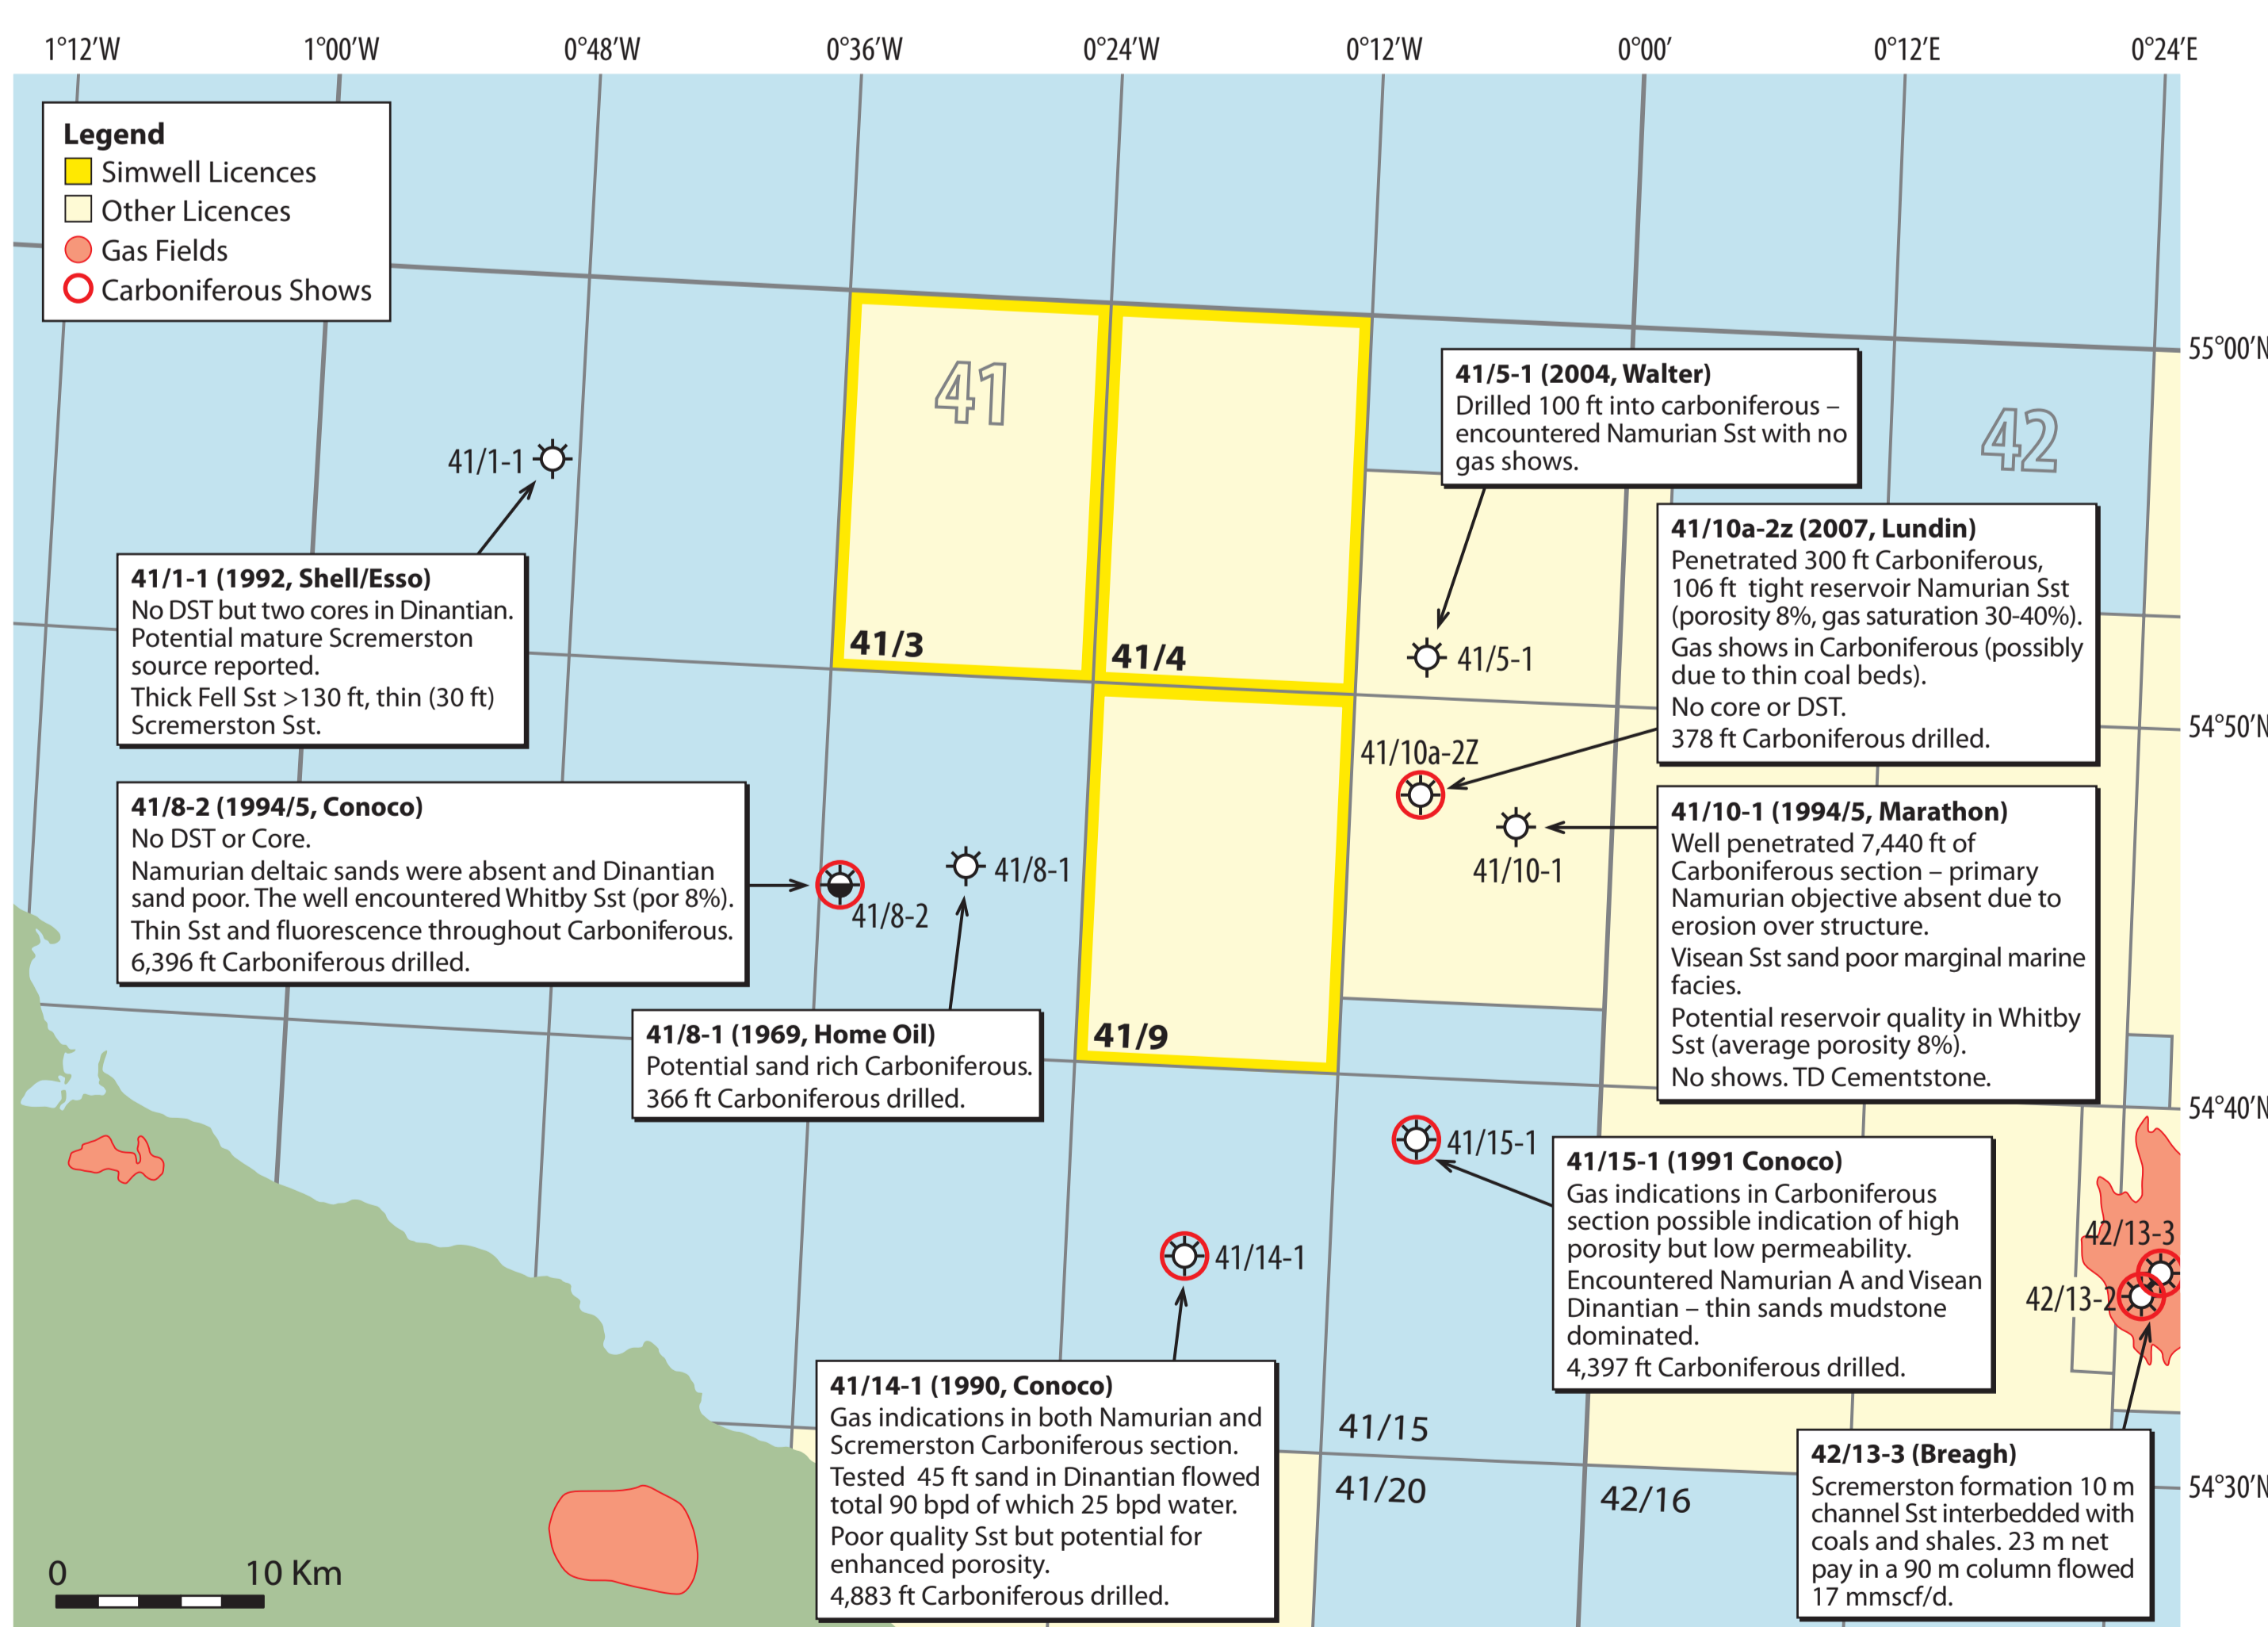 1°12′W 1°00′W 0°48′W 0°36′W 0°24′W 0°12′W 0°00′ 0°12′E 0°24′E
Legend
Simwell Licences
Other Licences
Gas Fields
Carboniferous Shows
55°00′N
54°50′N
54°40′N
54°30′N
41
42
41/3
41/4
41/9
41/1-1
41/1-1 (1992, Shell/Esso)
No DST but two cores in Dinantian.
Potential mature Scremerston
source reported.
Thick Fell Sst >130 ft, thin (30 ft)
Scremerston Sst.
41/5-1 (2004, Walter)
Drilled 100 ft into carboniferous –
encountered Namurian Sst with no
gas shows.
41/5-1
41/10a-2z (2007, Lundin)
Penetrated 300 ft Carboniferous,
106 ft tight reservoir Namurian Sst
(porosity 8%, gas saturation 30-40%).
Gas shows in Carboniferous (possibly
due to thin coal beds).
No core or DST.
378 ft Carboniferous drilled.
41/10a-2Z
41/10-1
41/10-1 (1994/5, Marathon)
Well penetrated 7,440 ft of
Carboniferous section – primary
Namurian objective absent due to
erosion over structure.
Visean Sst sand poor marginal marine
facies.
Potential reservoir quality in Whitby
Sst (average porosity 8%).
No shows. TD Cementstone.
41/8-2 (1994/5, Conoco)
No DST or Core.
Namurian deltaic sands were absent and Dinantian
sand poor. The well encountered Whitby Sst (por 8%).
Thin Sst and fluorescence throughout Carboniferous.
6,396 ft Carboniferous drilled.
41/8-2
41/8-1
41/8-1 (1969, Home Oil)
Potential sand rich Carboniferous.
366 ft Carboniferous drilled.
41/15-1
41/15-1 (1991 Conoco)
Gas indications in Carboniferous
section possible indication of high
porosity but low permeability.
Encountered Namurian A and Visean
Dinantian – thin sands mudstone
dominated.
4,397 ft Carboniferous drilled.
41/14-1
41/14-1 (1990, Conoco)
Gas indications in both Namurian and
Scremerston Carboniferous section.
Tested 45 ft sand in Dinantian flowed
total 90 bpd of which 25 bpd water.
Poor quality Sst but potential for
enhanced porosity.
4,883 ft Carboniferous drilled.
42/13-3
42/13-2
42/13-3 (Breagh)
Scremerston formation 10 m
channel Sst interbedded with
coals and shales. 23 m net
pay in a 90 m column flowed
17 mmscf/d.
41/15
41/20
42/16
0 10 Km